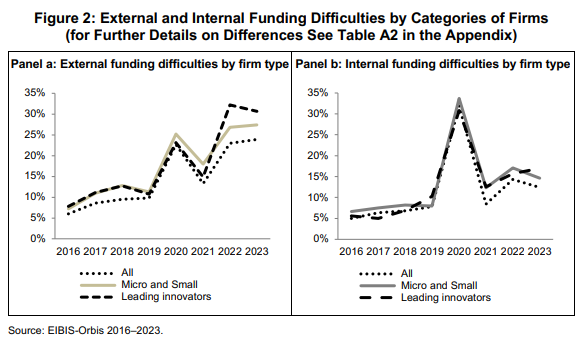 Figure 2: External and Internal Funding Difficulties by Categories of Firms
(for Further Details on Differences See Table A2 in the Appendix)
Panel a: External funding difficulties by firm type
35%
30%
25%
20%
15%
10%
5%
0%
2016 2017 2018 2019 2020 2021 2022 2023
All
Micro and Small
Leading innovators
Panel b: Internal funding difficulties by firm type
35%
30%
25%
20%
15%
10%
5%
0%
2016 2017 2018 2019 2020 2021 2022 2023
All
Micro and Small
Leading innovators
Source: EIBIS-Orbis 2016–2023.